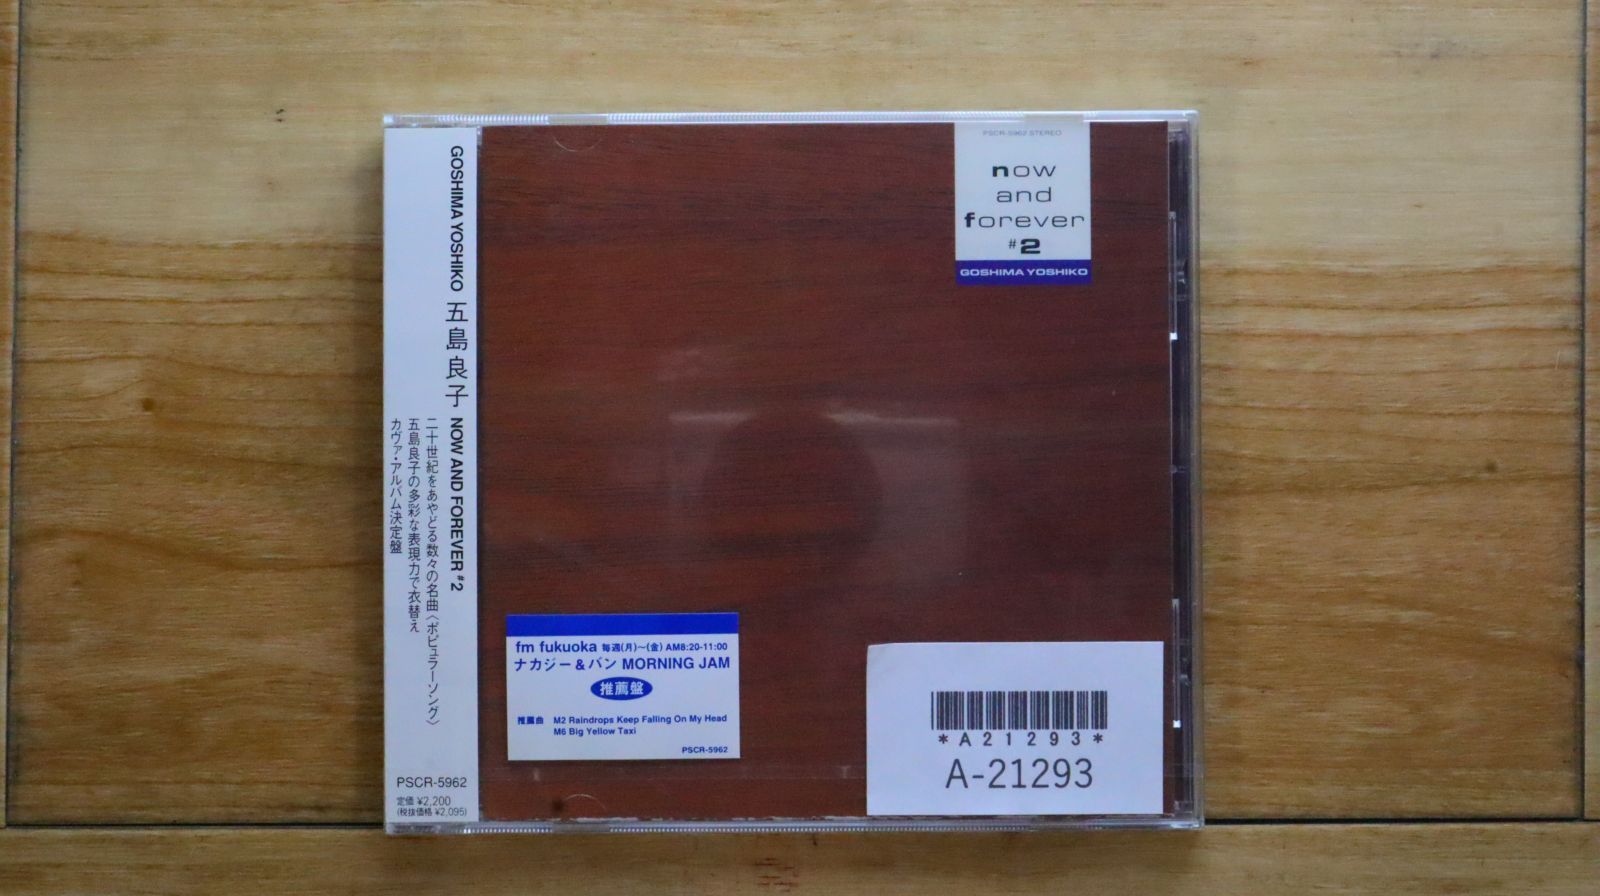 GOSHIMA YOSHIKO 五島良子 NOW AND FOREVER #2
二十世紀をあやどる数々の名曲〈ポピュラーソング〉
五島良子の多彩な表現力で衣替え
カヴァ・アルバム決定盤
PSCR-5962
定価 ¥2,200
(税抜価格 ¥2,095)
PSCR-5962 STEREO
now
and
forever
#2
GOSHIMA YOSHIKO
fm fukuoka 毎週(月)～(金) AM8:20-11:00
ナカジー＆バン MORNING JAM
推薦盤
推薦曲 M2 Raindrops Keep Falling On My Head
M6 Big Yellow Taxi
PSCR-5962
*A21293*
A-21293